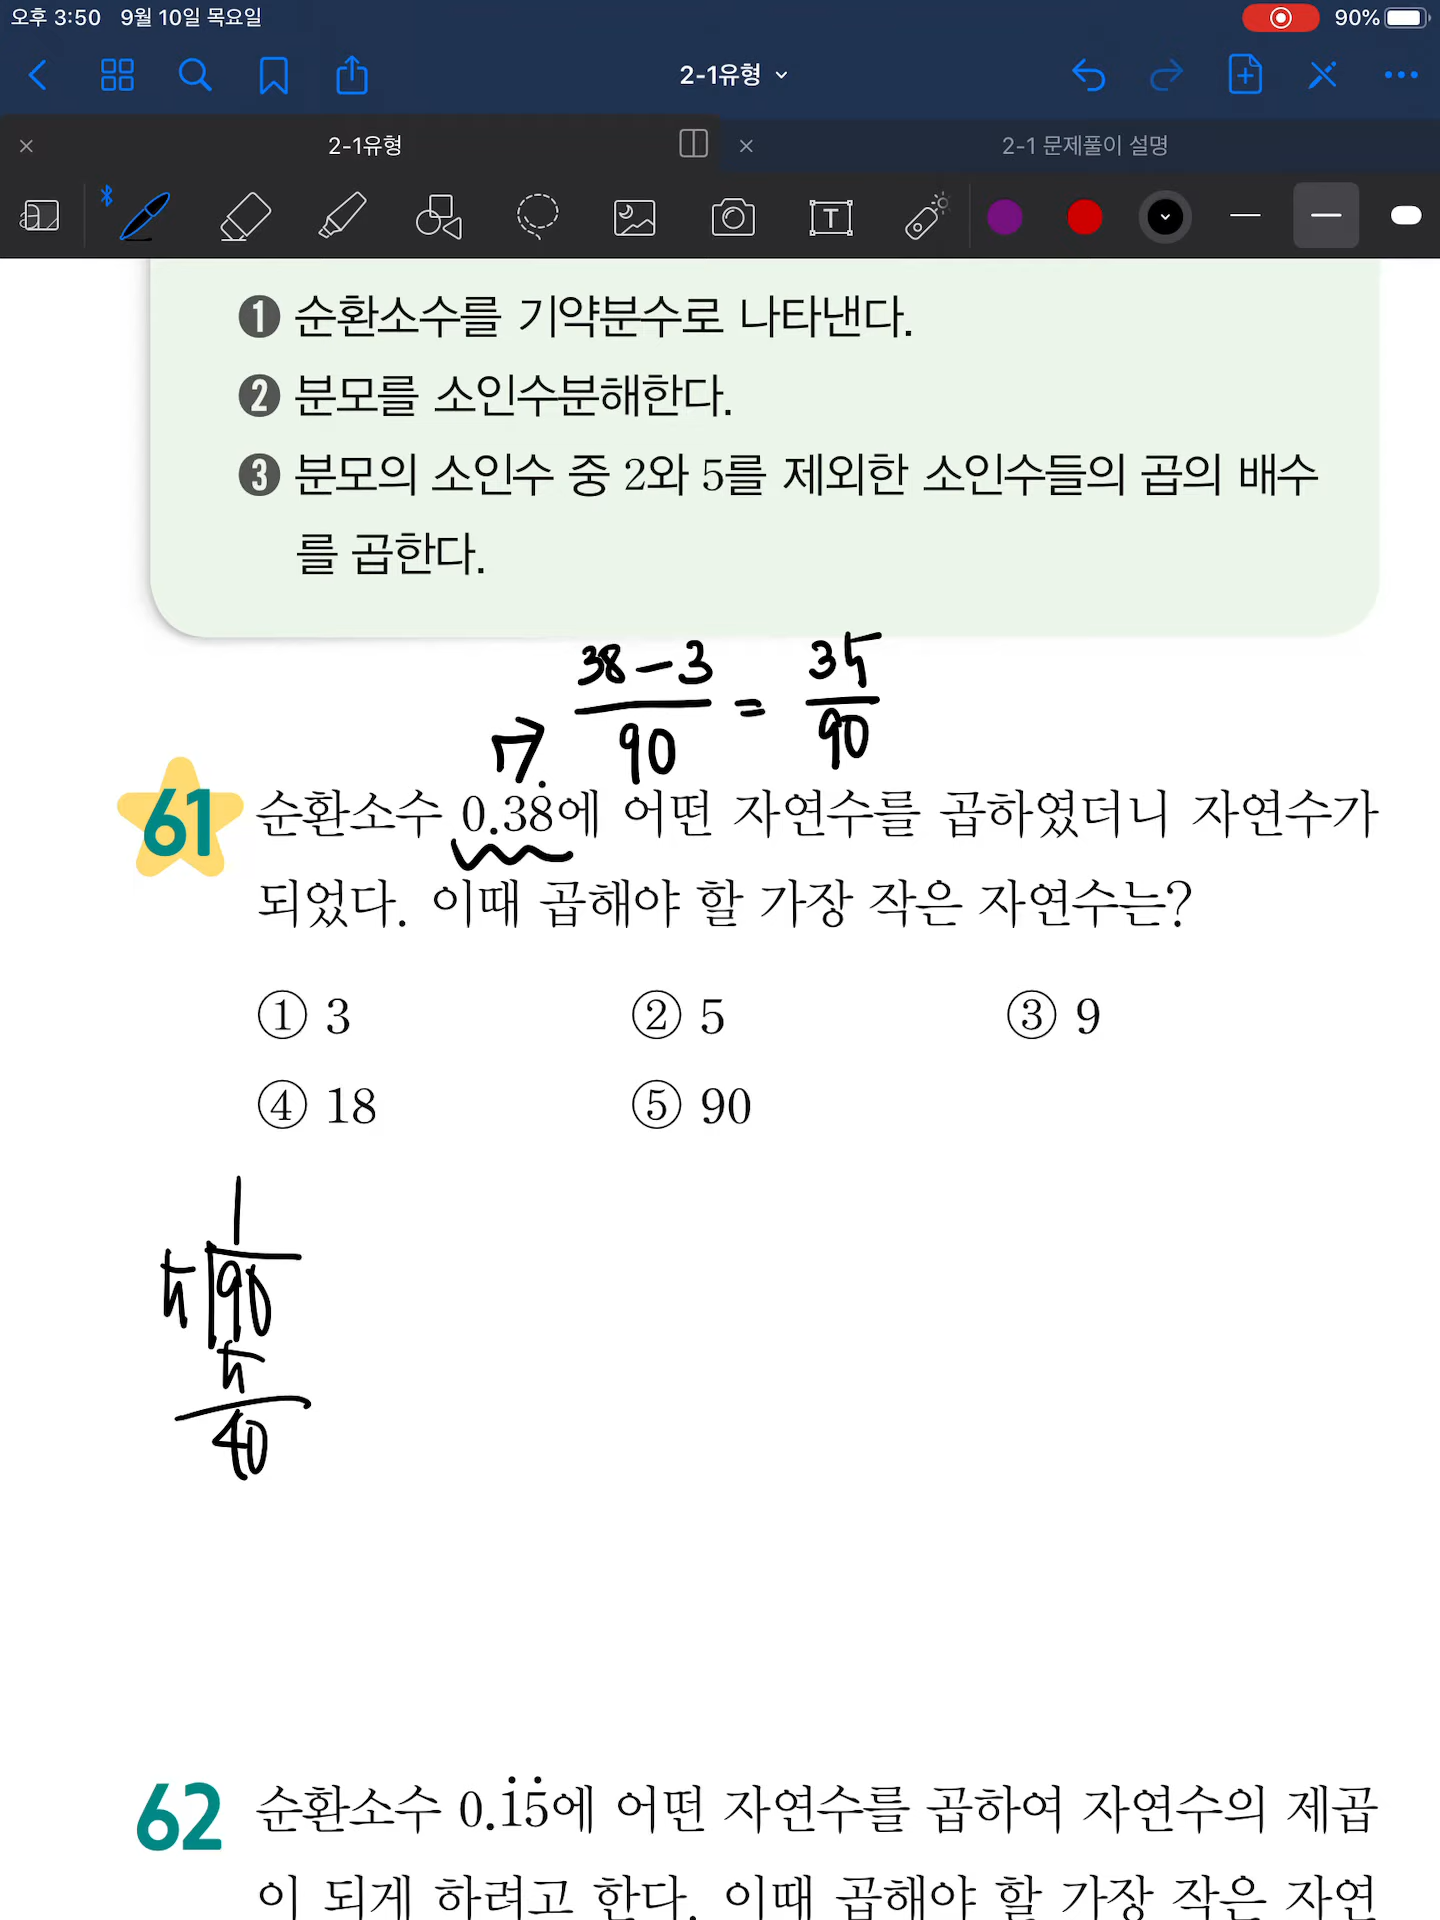 오후 3:50 9월 10일 목요일 90%
2-1유형
2-1유형 2-1 문제풀이 설명
❶ 순환소수를 기약분수로 나타낸다.
❷ 분모를 소인수분해한다.
❸ 분모의 소인수 중 2와 5를 제외한 소인수들의 곱의 배수
를 곱한다.
38-3 = 35
90 90
61 순환소수 0.38̇에 어떤 자연수를 곱하였더니 자연수가
되었다. 이때 곱해야 할 가장 작은 자연수는?
① 3 ② 5 ③ 9
④ 18 ⑤ 90
1
5 90
5
40
62 순환소수 0.1̇5̇에 어떤 자연수를 곱하여 자연수의 제곱
이 되게 하려고 한다. 이때 곱해야 할 가장 작은 자연